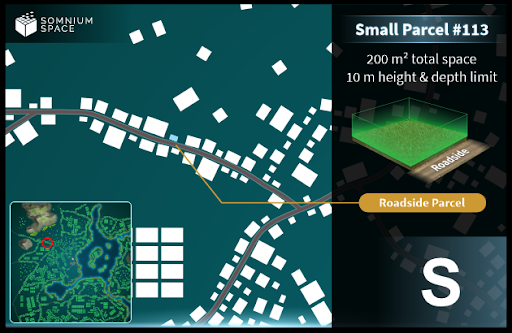 SOMNIUM
SPACE
Small Parcel #113
200 m² total space
10 m height & depth limit
Roadside
Roadside Parcel
S